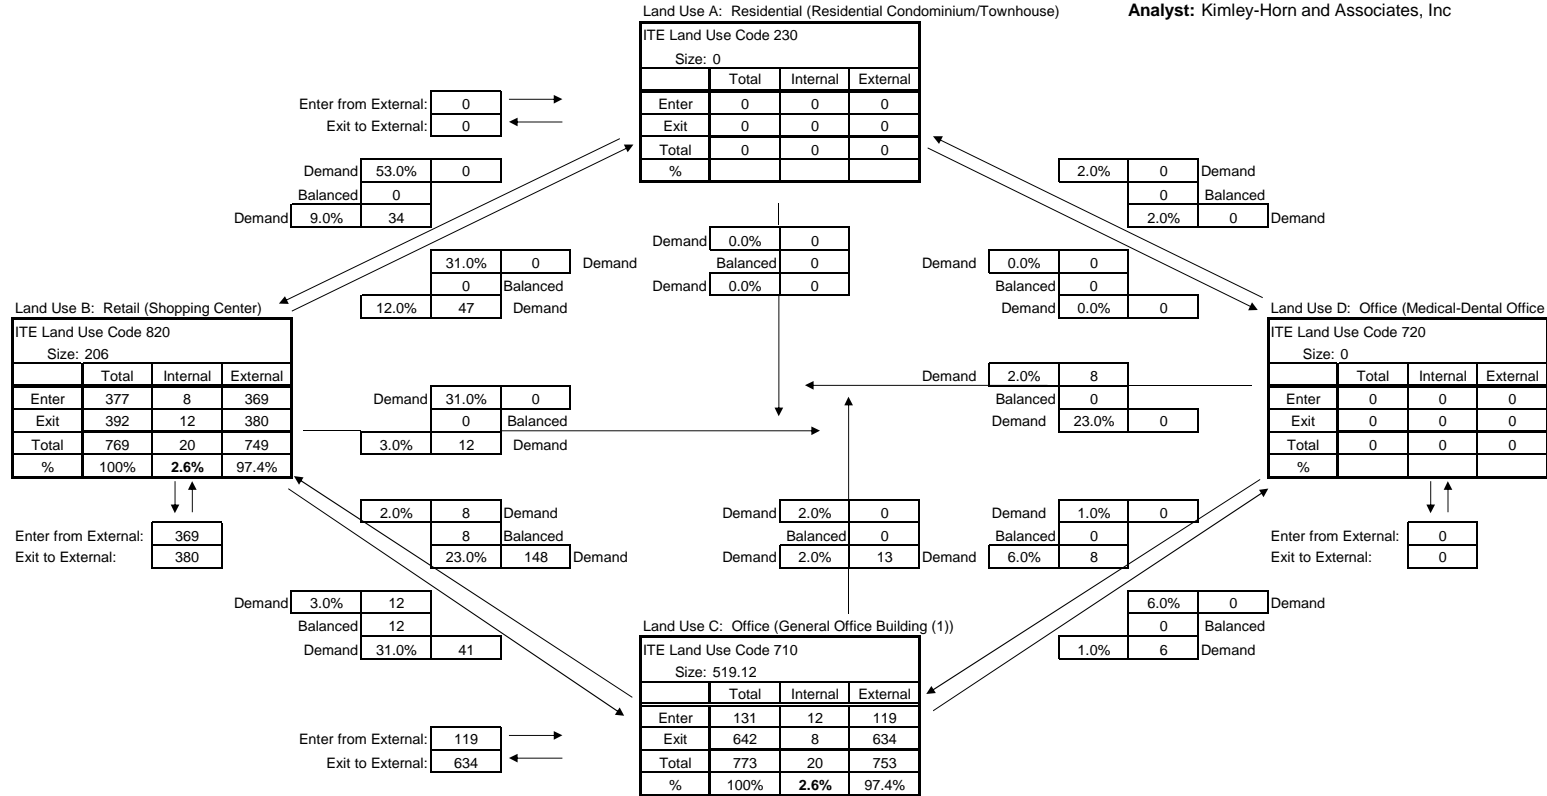 Land Use A: Residential (Residential Condominium/Townhouse)
Analyst: Kimley-Horn and Associates, Inc
ITE Land Use Code 230
Size: 0
Total Internal External
Enter 0 0 0
Exit 0 0 0
Total 0 0 0
%
Enter from External: 0
Exit to External: 0
Demand 53.0% 0
Balanced 0
Demand 9.0% 34
2.0% 0 Demand
0 Balanced
2.0% 0 Demand
Demand 0.0% 0
Balanced 0
Demand 0.0% 0
31.0% 0 Demand
0 Balanced
12.0% 47 Demand
Demand 0.0% 0
Balanced 0
Demand 0.0% 0
Land Use B: Retail (Shopping Center)
ITE Land Use Code 820
Size: 206
Total Internal External
Enter 377 8 369
Exit 392 12 380
Total 769 20 749
% 100% 2.6% 97.4%
Enter from External: 369
Exit to External: 380
Land Use D: Office (Medical-Dental Office
ITE Land Use Code 720
Size: 0
Total Internal External
Enter 0 0 0
Exit 0 0 0
Total 0 0 0
%
Enter from External: 0
Exit to External: 0
Demand 31.0% 0
0 Balanced
3.0% 12 Demand
Demand 2.0% 8
Balanced 0
Demand 23.0% 0
2.0% 8 Demand
8 Balanced
23.0% 148 Demand
Demand 2.0% 0
Balanced 0
Demand 2.0% 13
Demand 1.0% 0
Balanced 0
Demand 6.0% 8
Demand 3.0% 12
Balanced 12
Demand 31.0% 41
6.0% 0 Demand
0 Balanced
1.0% 6 Demand
Land Use C: Office (General Office Building (1))
ITE Land Use Code 710
Size: 519.12
Total Internal External
Enter 131 12 119
Exit 642 8 634
Total 773 20 753
% 100% 2.6% 97.4%
Enter from External: 119
Exit to External: 634